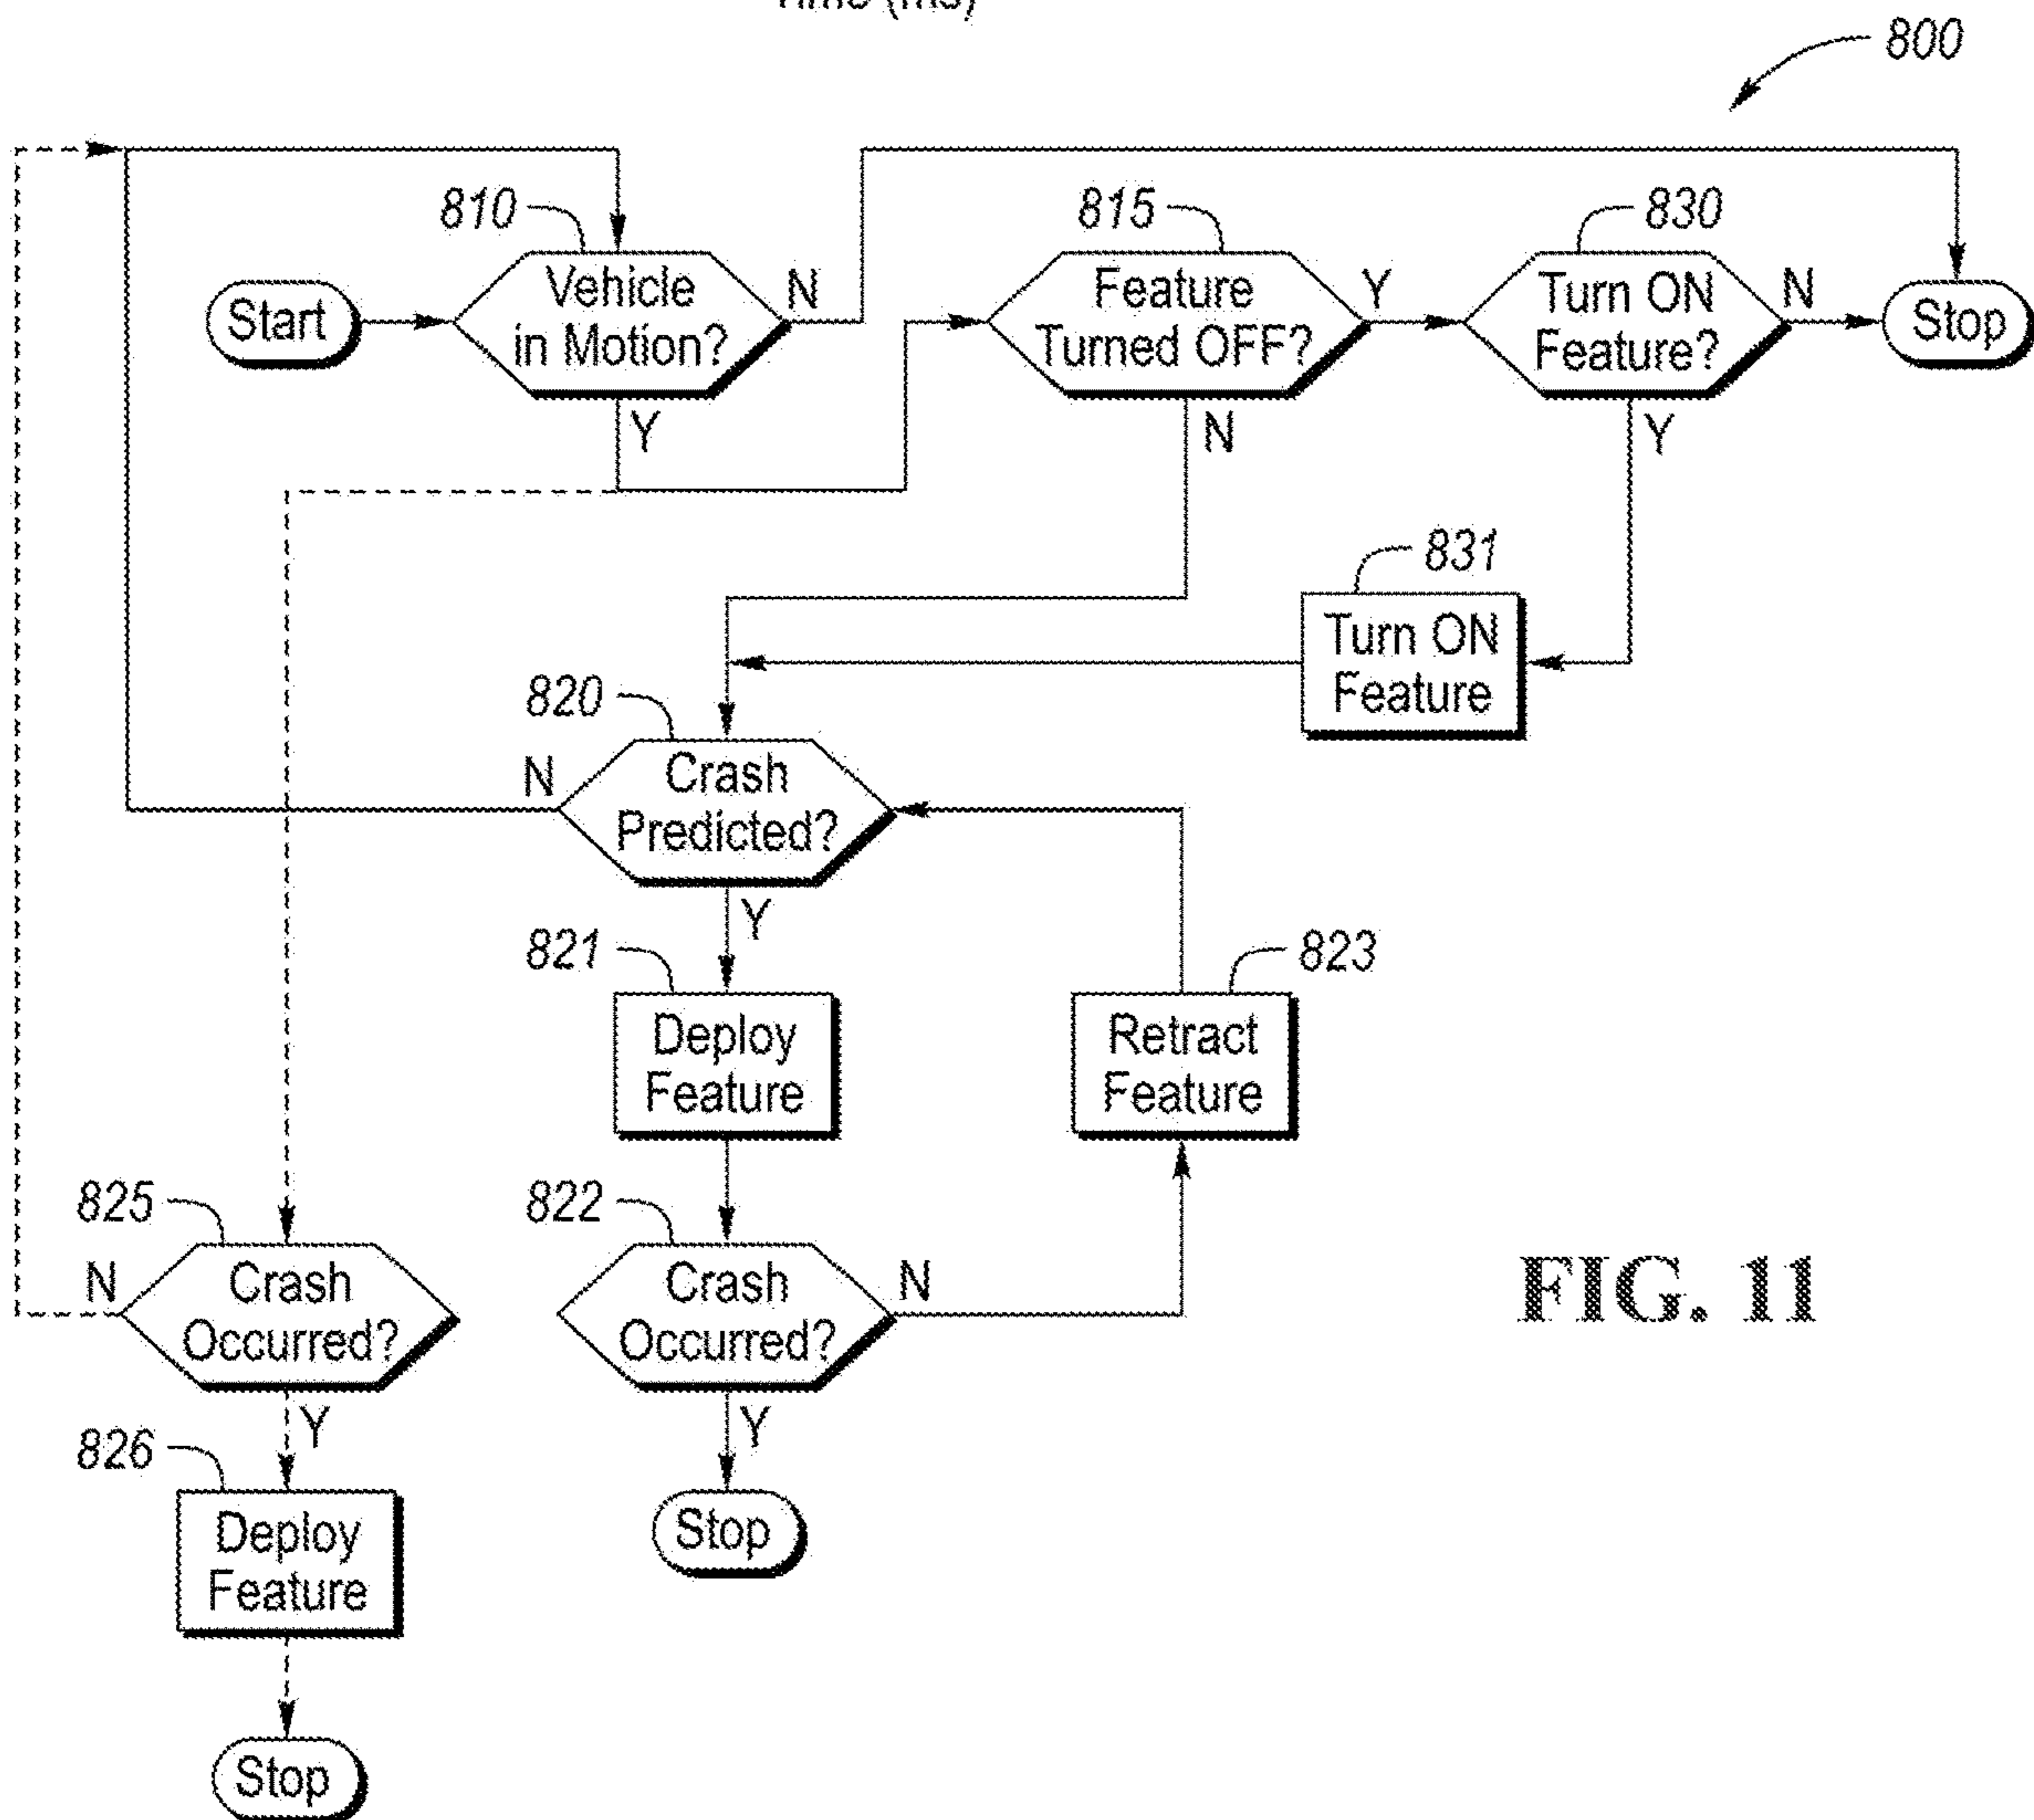 Time (ms)
800
810
815
830
Start
Vehicle
in Motion?
N
Y
Feature
Turned OFF?
Y
N
Turn ON
Feature?
N
Y
Stop
831
Turn ON
Feature
820
N
Crash
Predicted?
Y
821
Deploy
Feature
823
Retract
Feature
825
N
Crash
Occurred?
Y
822
Crash
Occurred?
N
Y
826
Deploy
Feature
Stop
Stop
FIG. 11